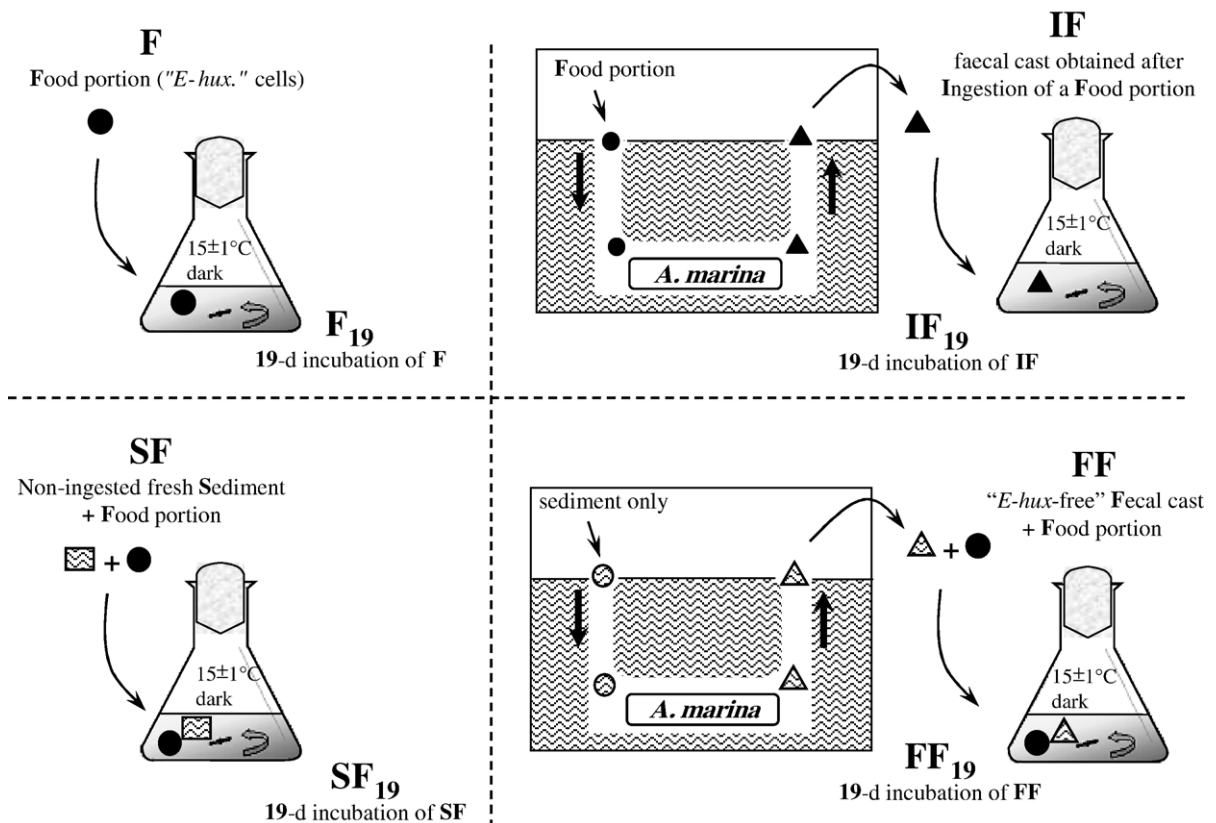 F
Food portion ("E-hux." cells)
15±1°C
dark
F19
19-d incubation of F
IF
faecal cast obtained after
Ingestion of a Food portion
Food portion
A. marina
15±1°C
dark
IF19
19-d incubation of IF
SF
Non-ingested fresh Sediment
+ Food portion
+
15±1°C
dark
SF19
19-d incubation of SF
sediment only
A. marina
FF
“E-hux-free” Fecal cast
+ Food portion
+
15±1°C
dark
FF19
19-d incubation of FF